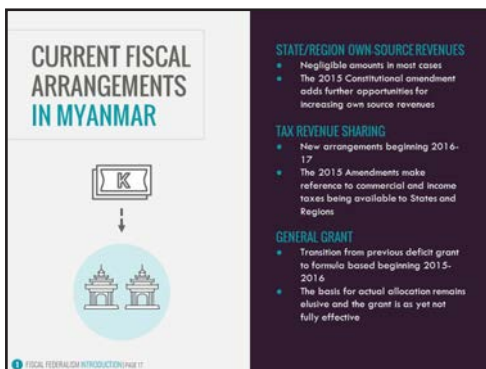 CURRENT FISCAL
ARRANGEMENTS
IN MYANMAR
K
1 FISCAL FEDERALISM INTRODUCTION | PAGE 17
STATE/REGION OWN-SOURCE REVENUES
• Negligible amounts in most cases
• The 2015 Constitutional amendment
adds further opportunities for
increasing own source revenues
TAX REVENUE SHARING
• New arrangements beginning 2016-
17
• The 2015 Amendments make
reference to commercial and income
taxes being available to States and
Regions
GENERAL GRANT
• Transition from previous deficit grant
to formula based beginning 2015-
2016
• The basis for actual allocation remains
elusive and the grant is as yet not
fully effective